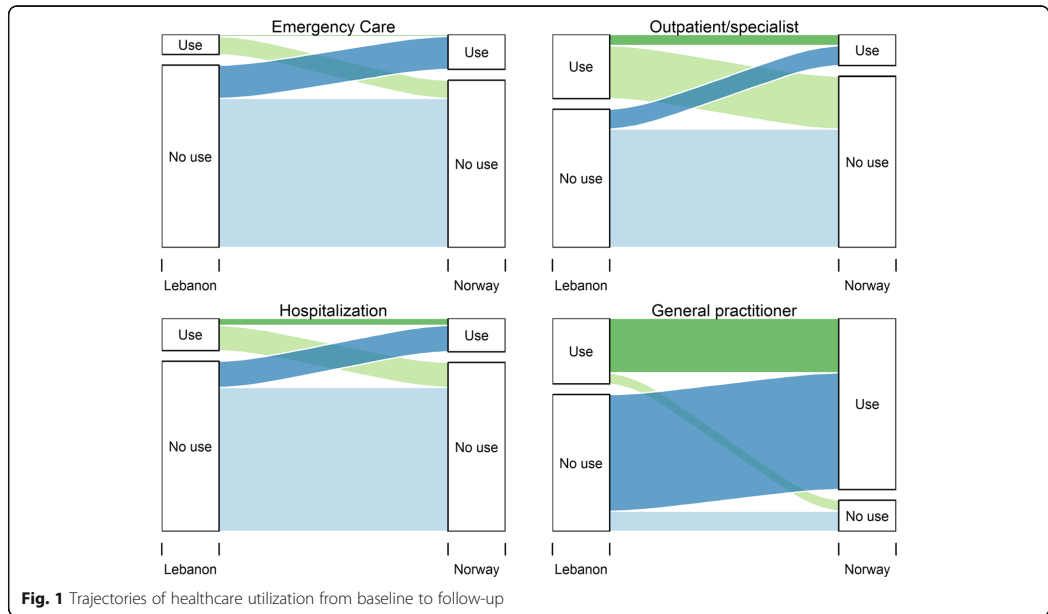 Emergency Care
Outpatient/specialist
Use
Use
Use
Use
No use
No use
No use
No use
Lebanon
Norway
Lebanon
Norway
Hospitalization
General practitioner
Use
Use
Use
Use
No use
No use
No use
No use
Lebanon
Norway
Lebanon
Norway
Fig. 1 Trajectories of healthcare utilization from baseline to follow-up